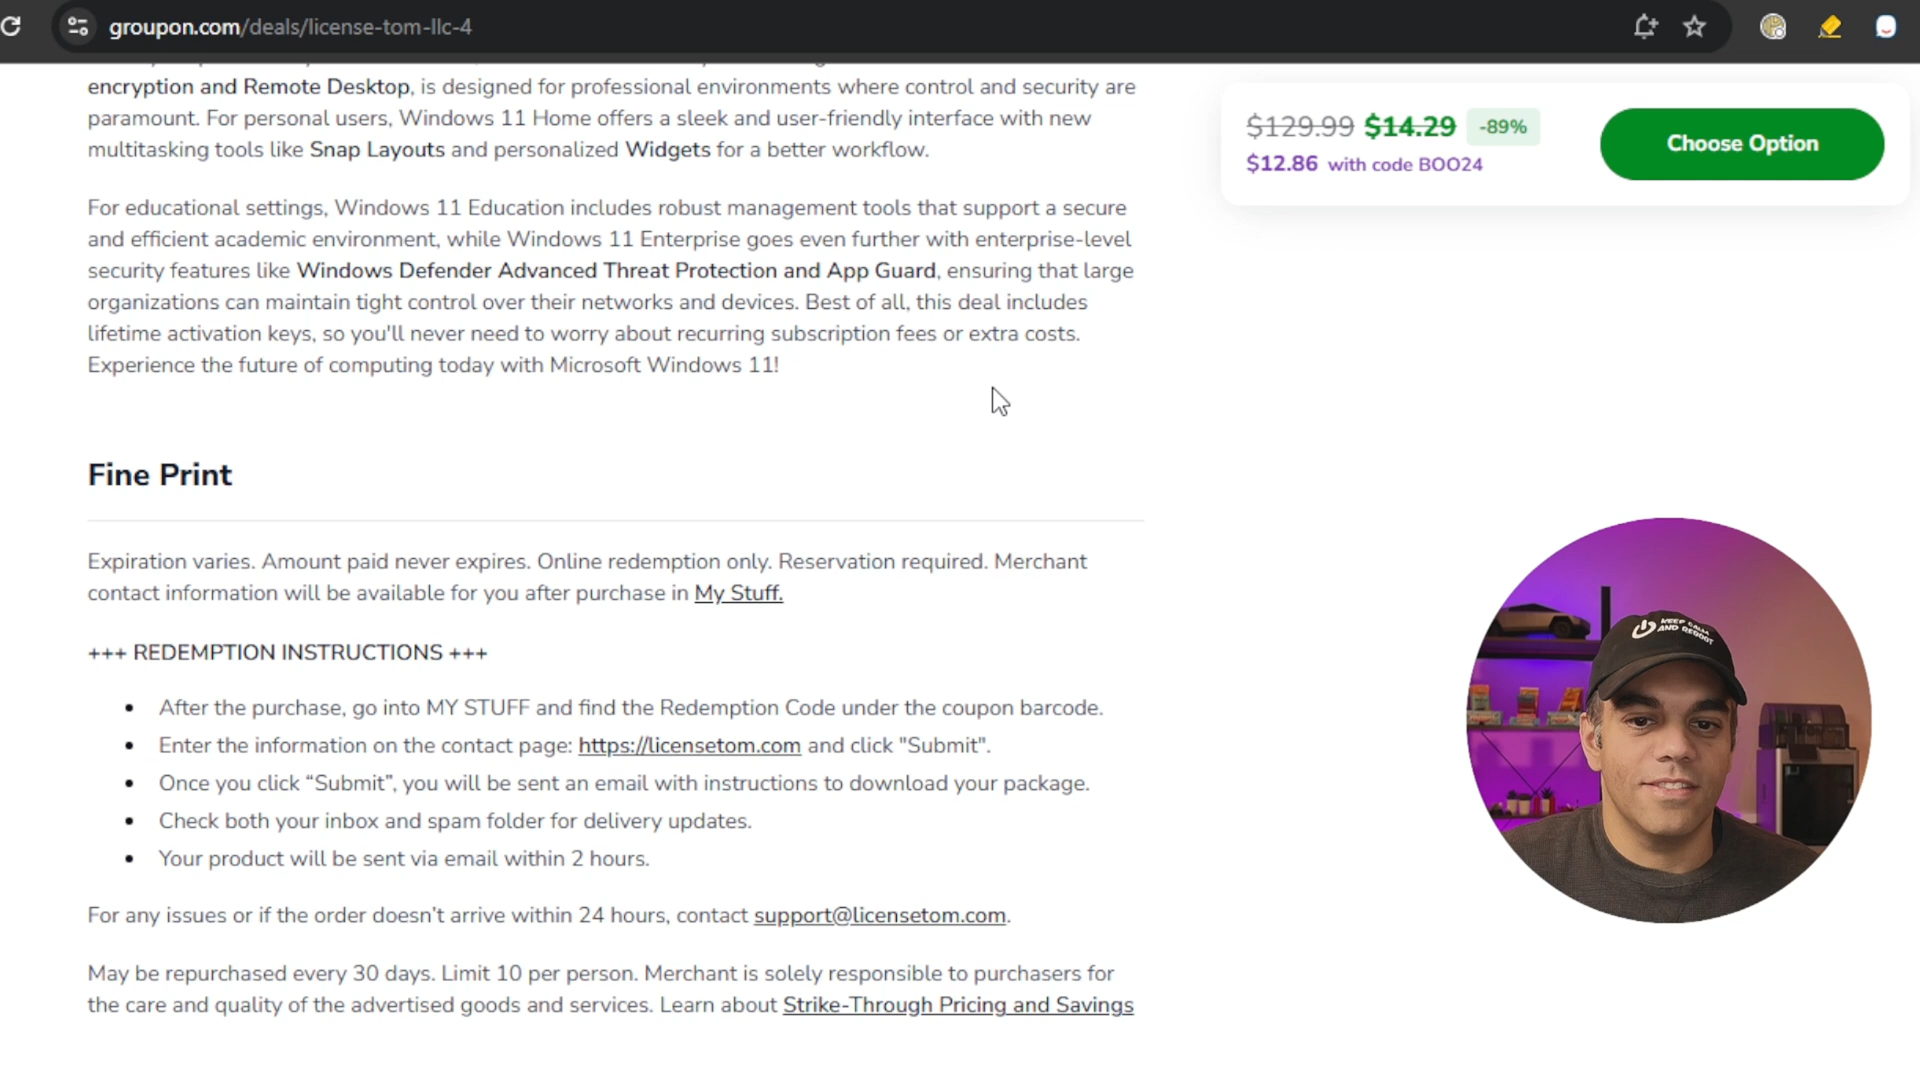 groupon.com/deals/license-tom-llc-4
encryption and Remote Desktop, is designed for professional environments where control and security are
paramount. For personal users, Windows 11 Home offers a sleek and user-friendly interface with new
multitasking tools like Snap Layouts and personalized Widgets for a better workflow.
For educational settings, Windows 11 Education includes robust management tools that support a secure
and efficient academic environment, while Windows 11 Enterprise goes even further with enterprise-level
security features like Windows Defender Advanced Threat Protection and App Guard, ensuring that large
organizations can maintain tight control over their networks and devices. Best of all, this deal includes
lifetime activation keys, so you'll never need to worry about recurring subscription fees or extra costs.
Experience the future of computing today with Microsoft Windows 11!
$129.99 $14.29 -89%
$12.86 with code BOO24
Choose Option
Fine Print
Expiration varies. Amount paid never expires. Online redemption only. Reservation required. Merchant
contact information will be available for you after purchase in My Stuff.
+++ REDEMPTION INSTRUCTIONS +++
• After the purchase, go into MY STUFF and find the Redemption Code under the coupon barcode.
• Enter the information on the contact page: https://licensetom.com and click "Submit".
• Once you click “Submit”, you will be sent an email with instructions to download your package.
• Check both your inbox and spam folder for delivery updates.
• Your product will be sent via email within 2 hours.
For any issues or if the order doesn’t arrive within 24 hours, contact support@licensetom.com.
May be repurchased every 30 days. Limit 10 per person. Merchant is solely responsible to purchasers for
the care and quality of the advertised goods and services. Learn about Strike-Through Pricing and Savings
KEEP CALM
AND REBOOT